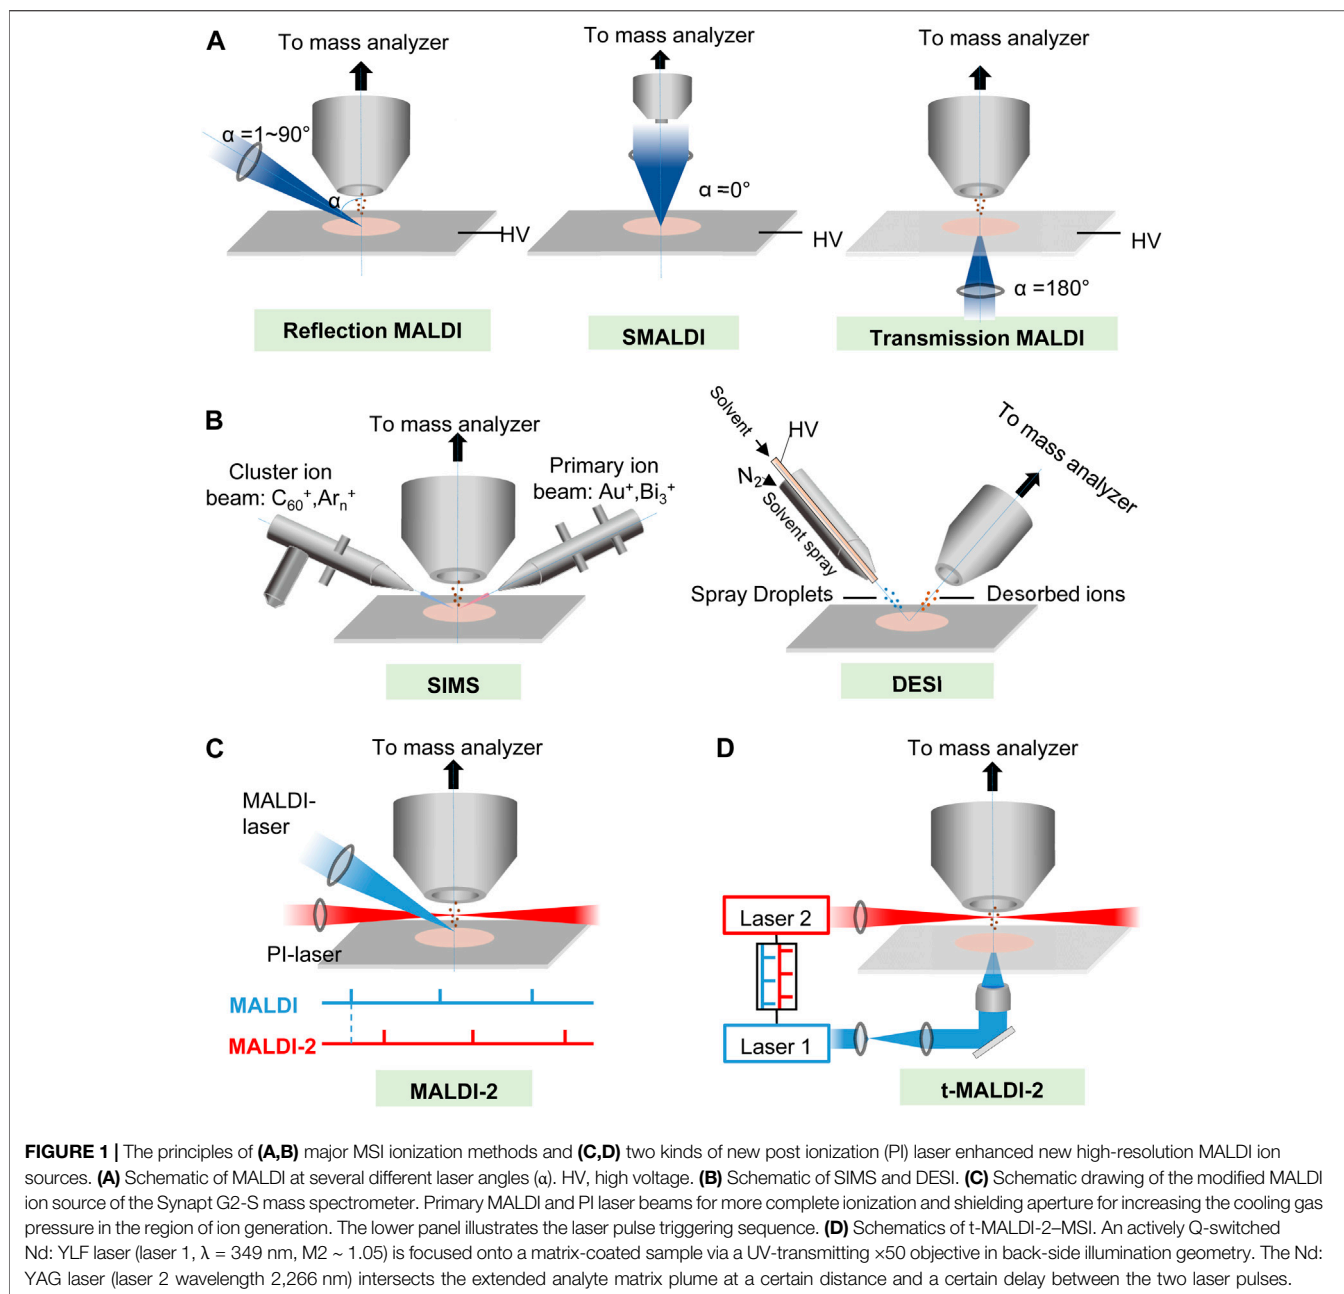 A
To mass analyzer
To mass analyzer
To mass analyzer
α =1~90°
α
α =0°
α =180°
HV
HV
HV
Reflection MALDI
SMALDI
Transmission MALDI
B
To mass analyzer
Cluster ion
beam: C₆₀⁺,Arₙ⁺
Primary ion
beam: Au⁺,Bi₃⁺
SIMS
Solvent
HV
N₂
Solvent spray
To mass analyzer
Spray Droplets
Desorbed ions
DESI
C
To mass analyzer
MALDI-
laser
PI-laser
MALDI
MALDI-2
MALDI-2
D
To mass analyzer
Laser 2
Laser 1
t-MALDI-2
FIGURE 1 | The principles of (A,B) major MSI ionization methods and (C,D) two kinds of new post ionization (PI) laser enhanced new high-resolution MALDI ion
sources. (A) Schematic of MALDI at several different laser angles (α). HV, high voltage. (B) Schematic of SIMS and DESI. (C) Schematic drawing of the modified MALDI
ion source of the Synapt G2-S mass spectrometer. Primary MALDI and PI laser beams for more complete ionization and shielding aperture for increasing the cooling gas
pressure in the region of ion generation. The lower panel illustrates the laser pulse triggering sequence. (D) Schematics of t-MALDI-2–MSI. An actively Q-switched
Nd: YLF laser (laser 1, λ = 349 nm, M2 ~ 1.05) is focused onto a matrix-coated sample via a UV-transmitting ×50 objective in back-side illumination geometry. The Nd:
YAG laser (laser 2 wavelength 2,266 nm) intersects the extended analyte matrix plume at a certain distance and a certain delay between the two laser pulses.